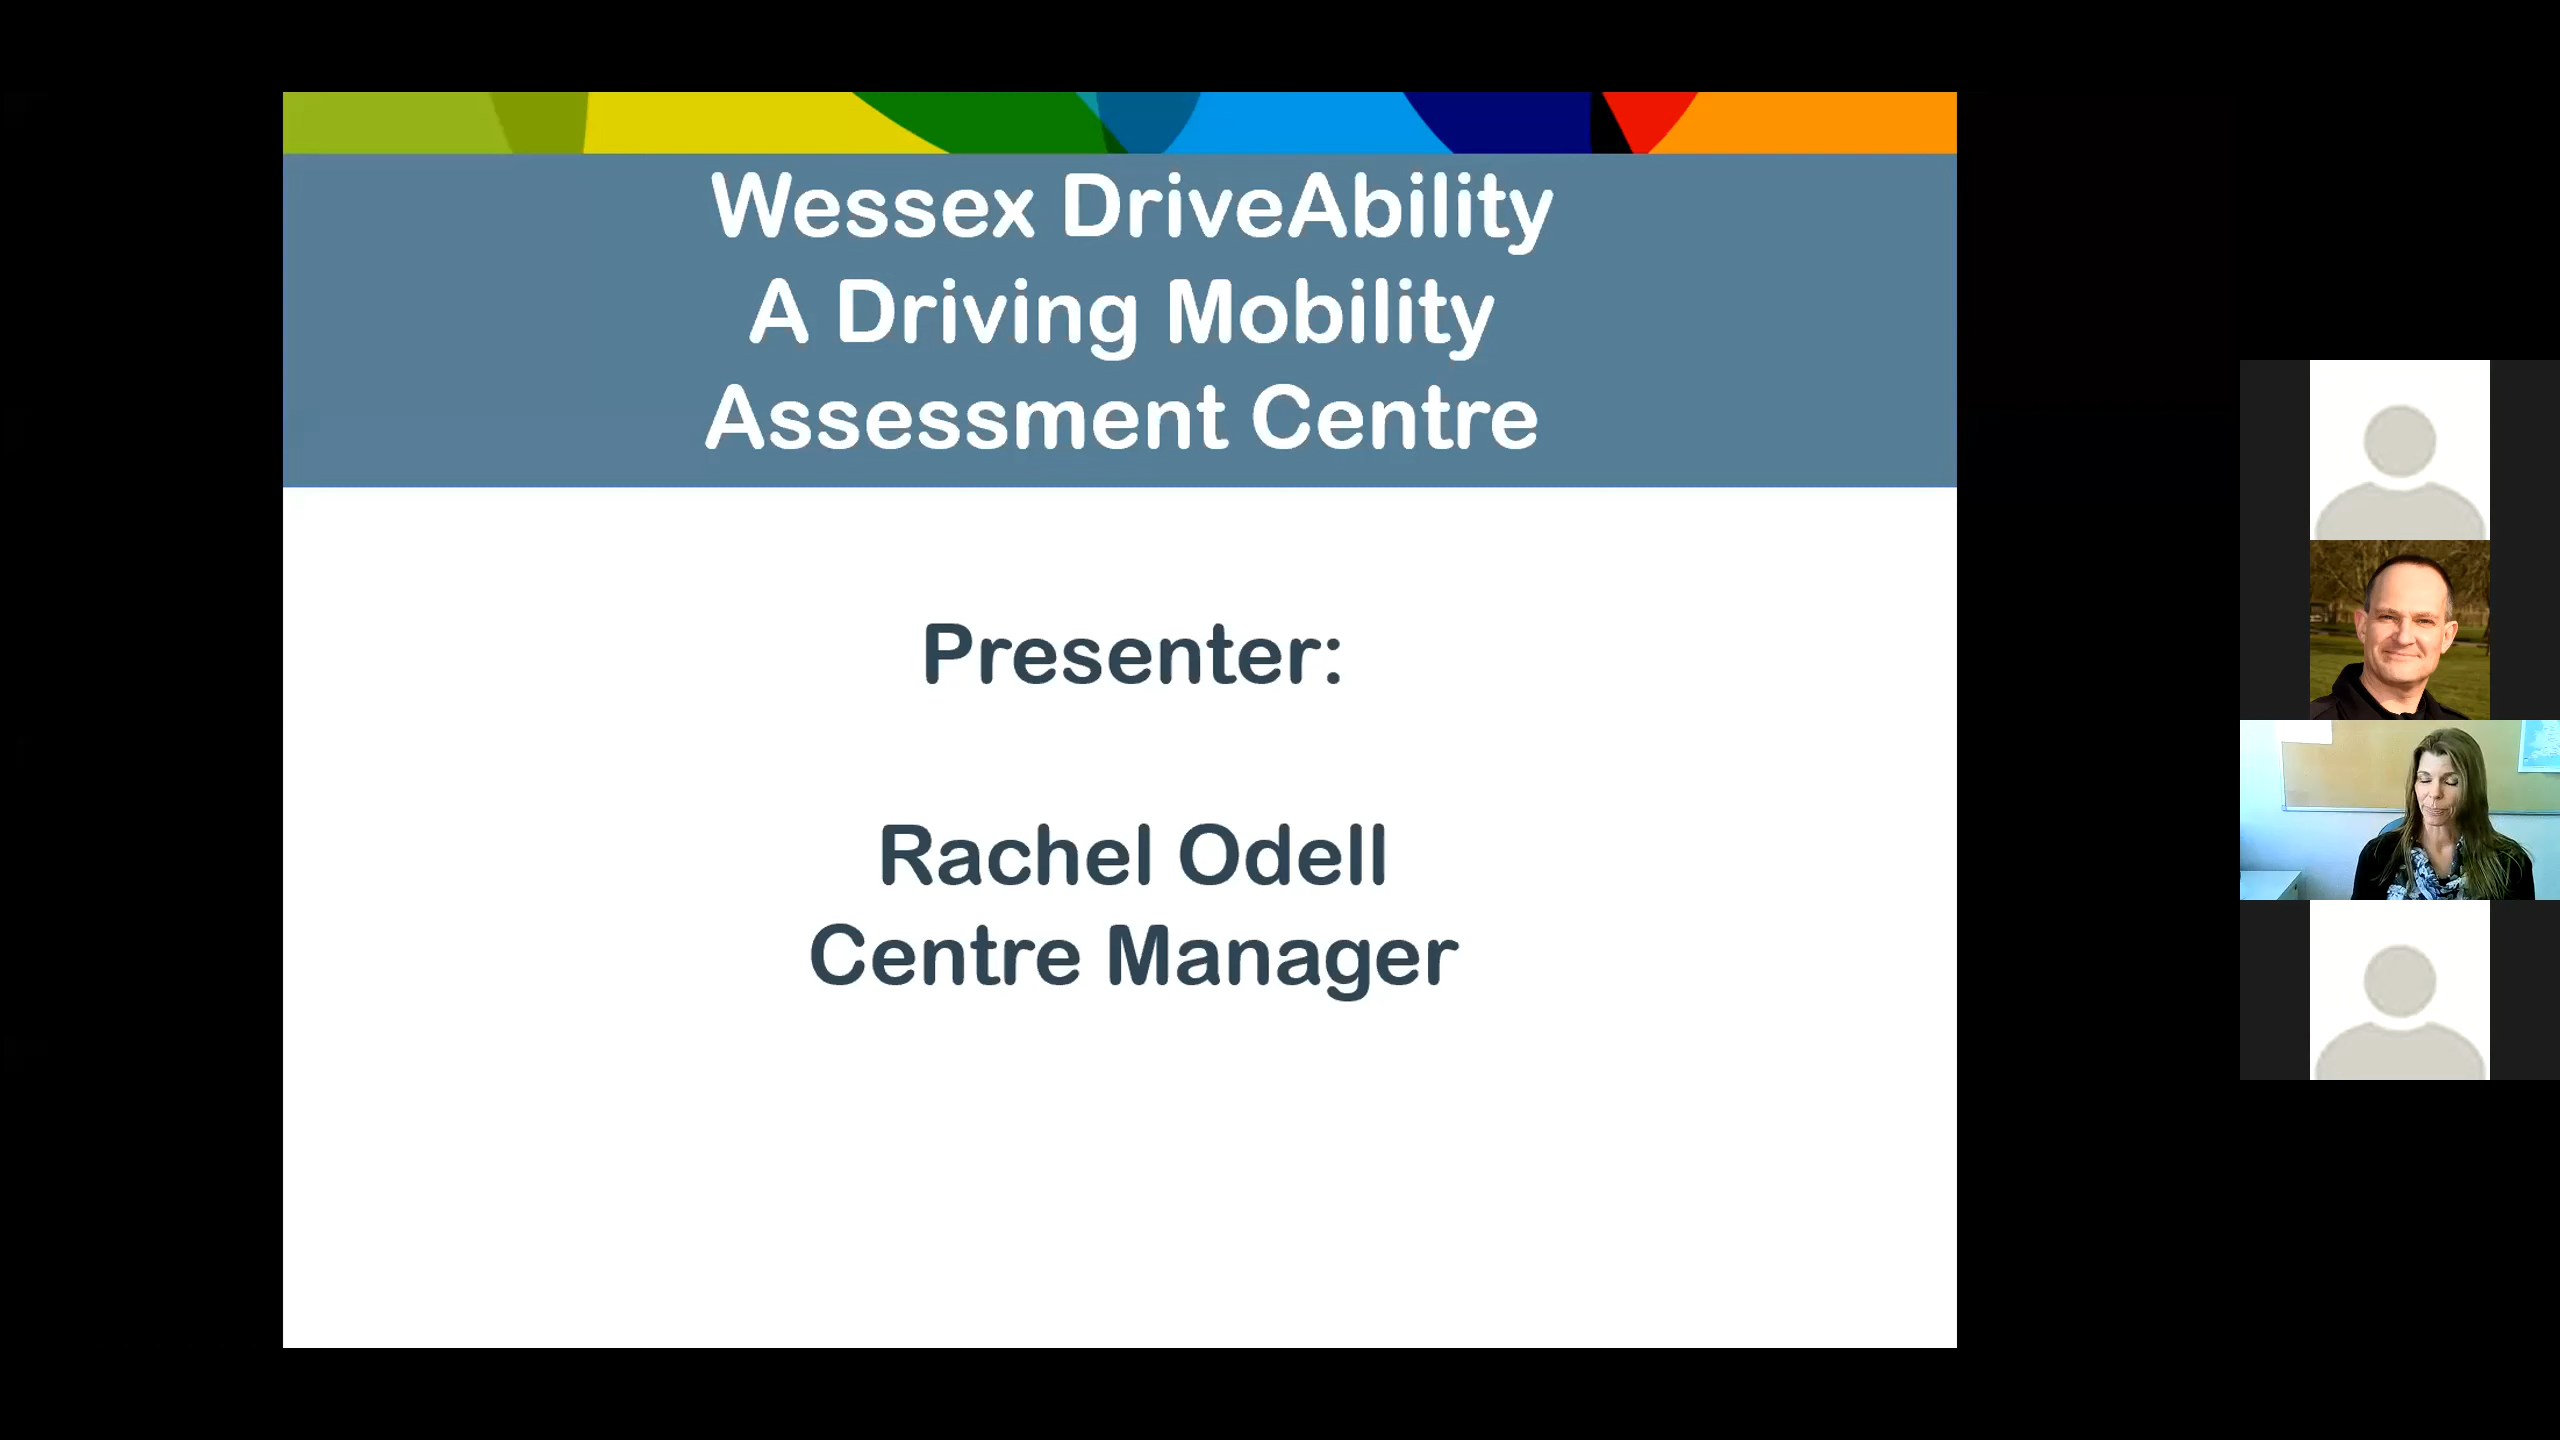 Wessex DriveAbility
A Driving Mobility
Assessment Centre
Presenter:
Rachel Odell
Centre Manager